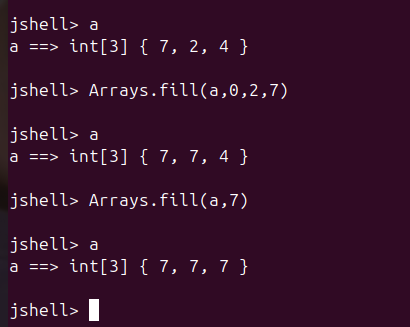 jshell> a
a ==> int[3] { 7, 2, 4 }
jshell> Arrays.fill(a,0,2,7)
jshell> a
a ==> int[3] { 7, 7, 4 }
jshell> Arrays.fill(a,7)
jshell> a
a ==> int[3] { 7, 7, 7 }
jshell>